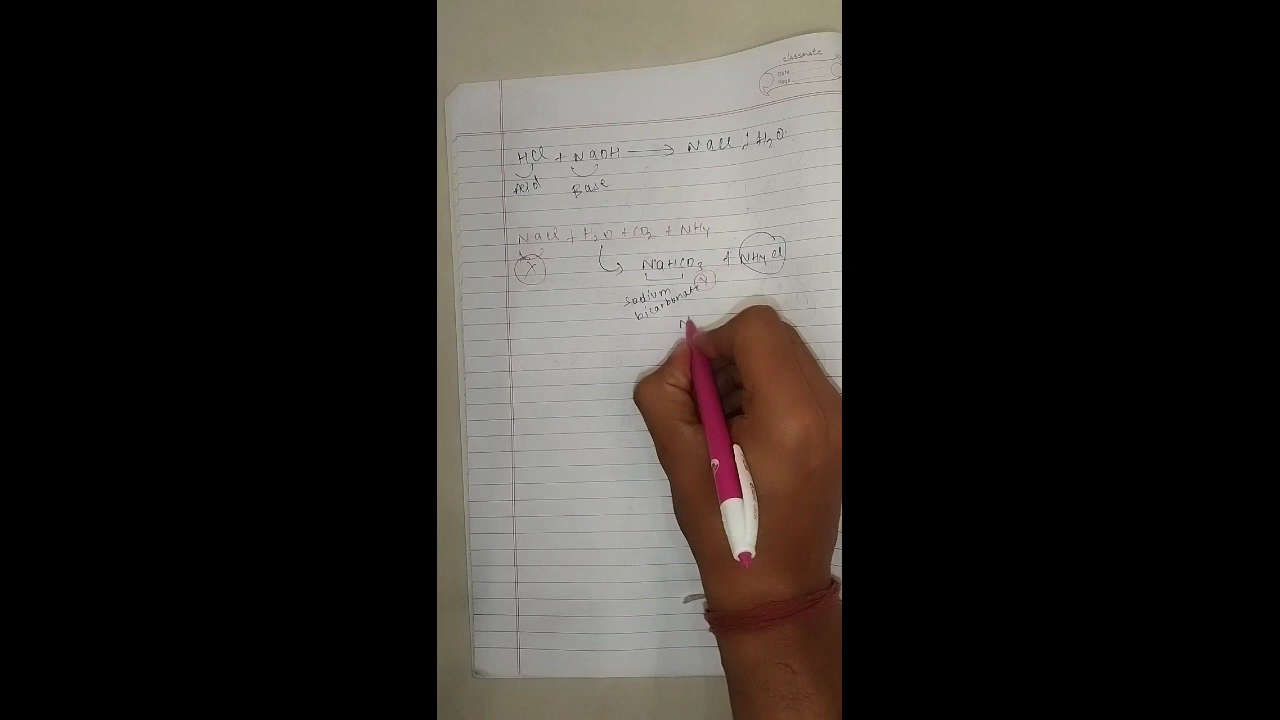 classmate
Date
Page
HCl + NaOH → NaCl + H2O
Acid Base
NaCl + H2O + CO2 + NH4
X
NaHCO3 + NH4Cl
Y
sodium
bicarbonate
N